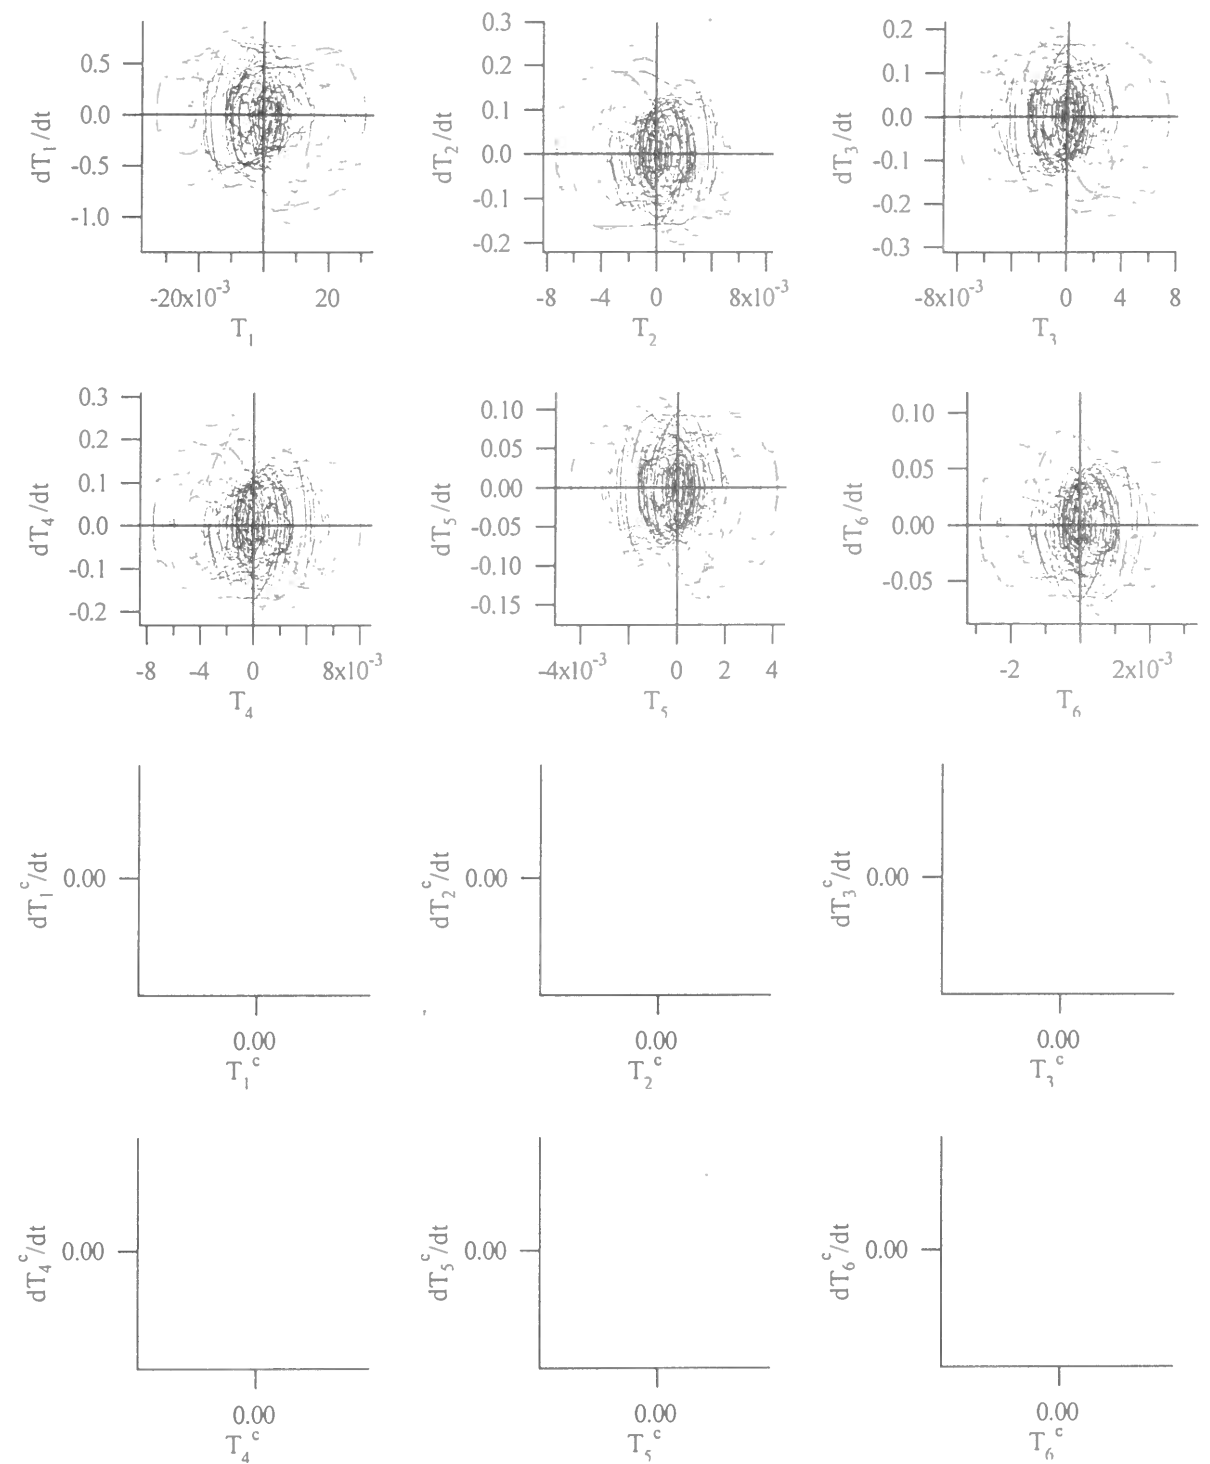 dT1/dt
0.5
0.0
-0.5
-1.0
-20x10-3 20
T1
dT2/dt
0.3
0.2
0.1
0.0
-0.1
-0.2
-8 -4 0 8x10-3
T2
dT3/dt
0.2
0.1
0.0
-0.1
-0.2
-0.3
-8x10-3 0 4 8
T3
dT4/dt
0.3
0.2
0.1
0.0
-0.1
-0.2
-8 -4 0 8x10-3
T4
dT5/dt
0.10
0.05
0.00
-0.05
-0.10
-0.15
-4x10-3 0 2 4
T5
dT6/dt
0.10
0.05
0.00
-0.05
-2 2x10-3
T6
dT1c/dt
0.00
0.00
T1c
dT2c/dt
0.00
0.00
T2c
dT3c/dt
0.00
0.00
T3c
dT4c/dt
0.00
0.00
T4c
dT5c/dt
0.00
0.00
T5c
dT6c/dt
0.00
0.00
T6c